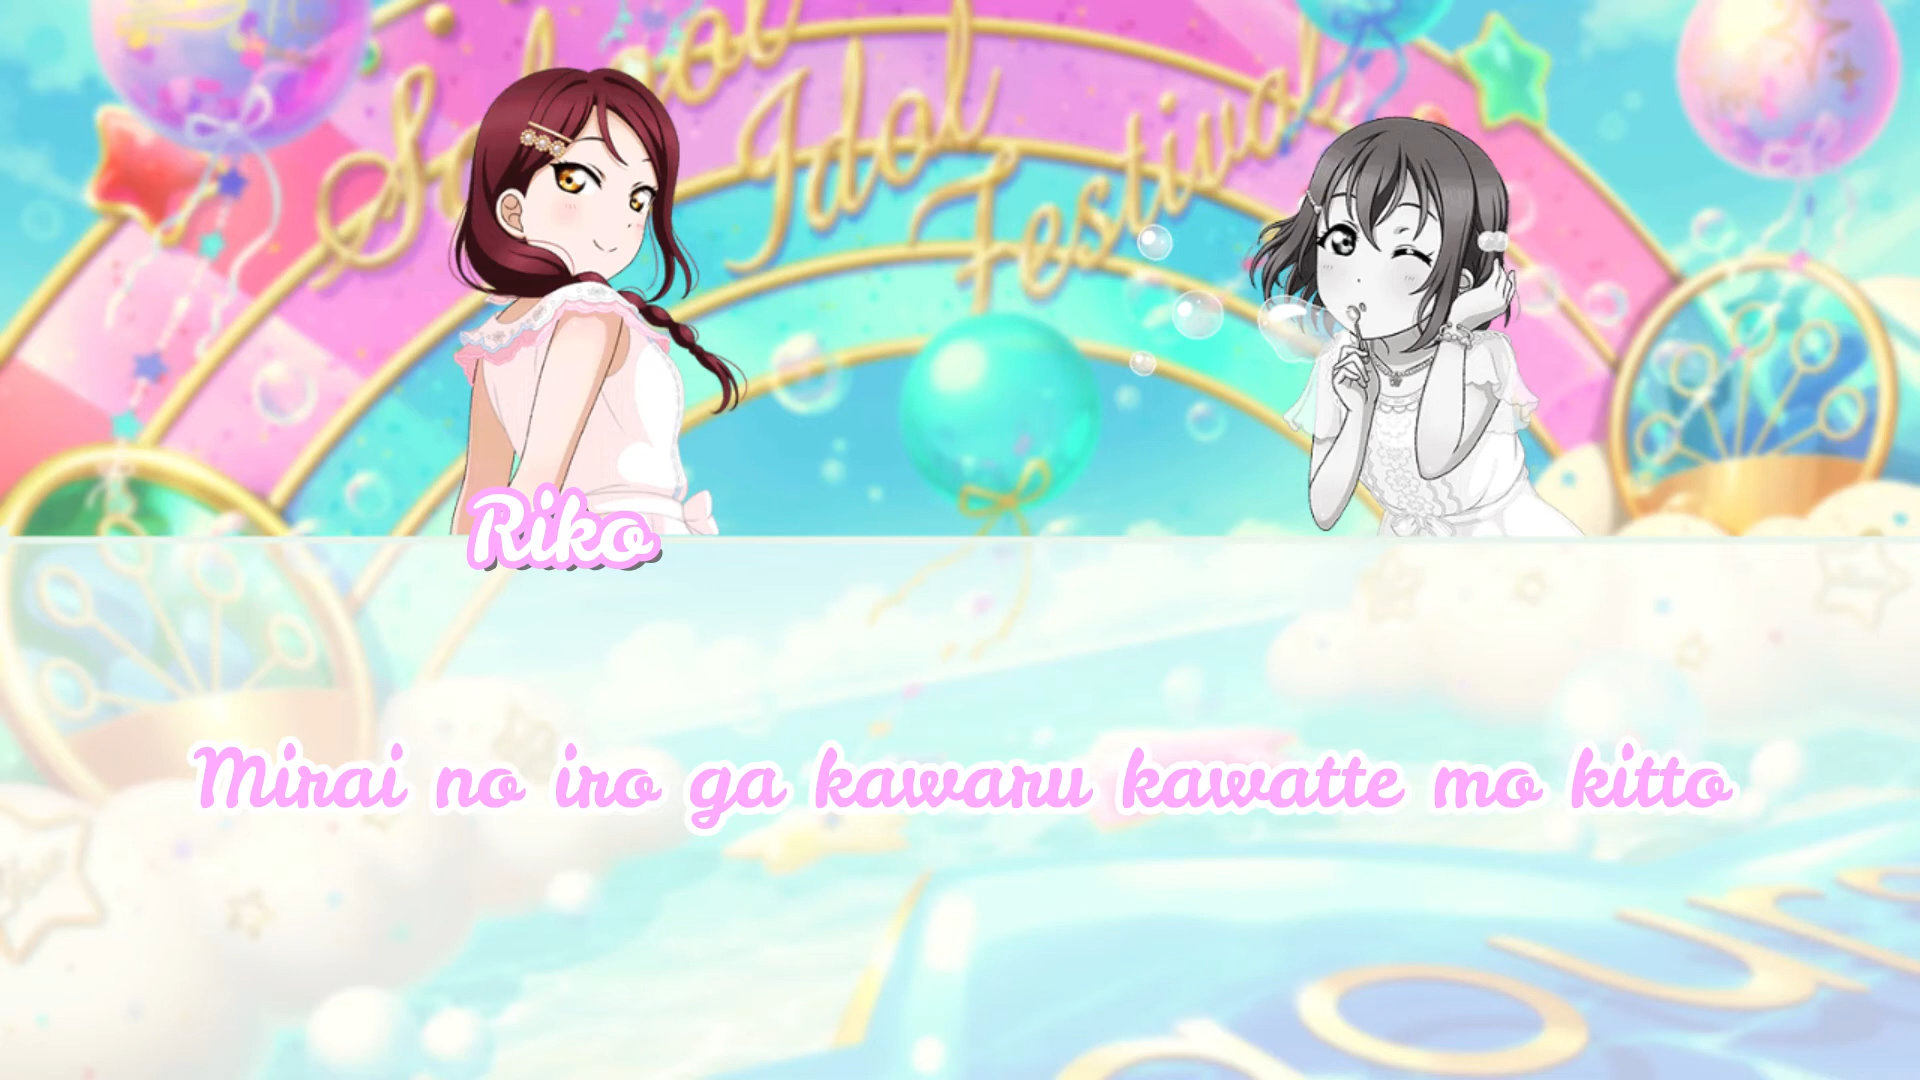 School
Idol
Festival
Riko
Mirai no iro ga kawaru kawatte mo kitto